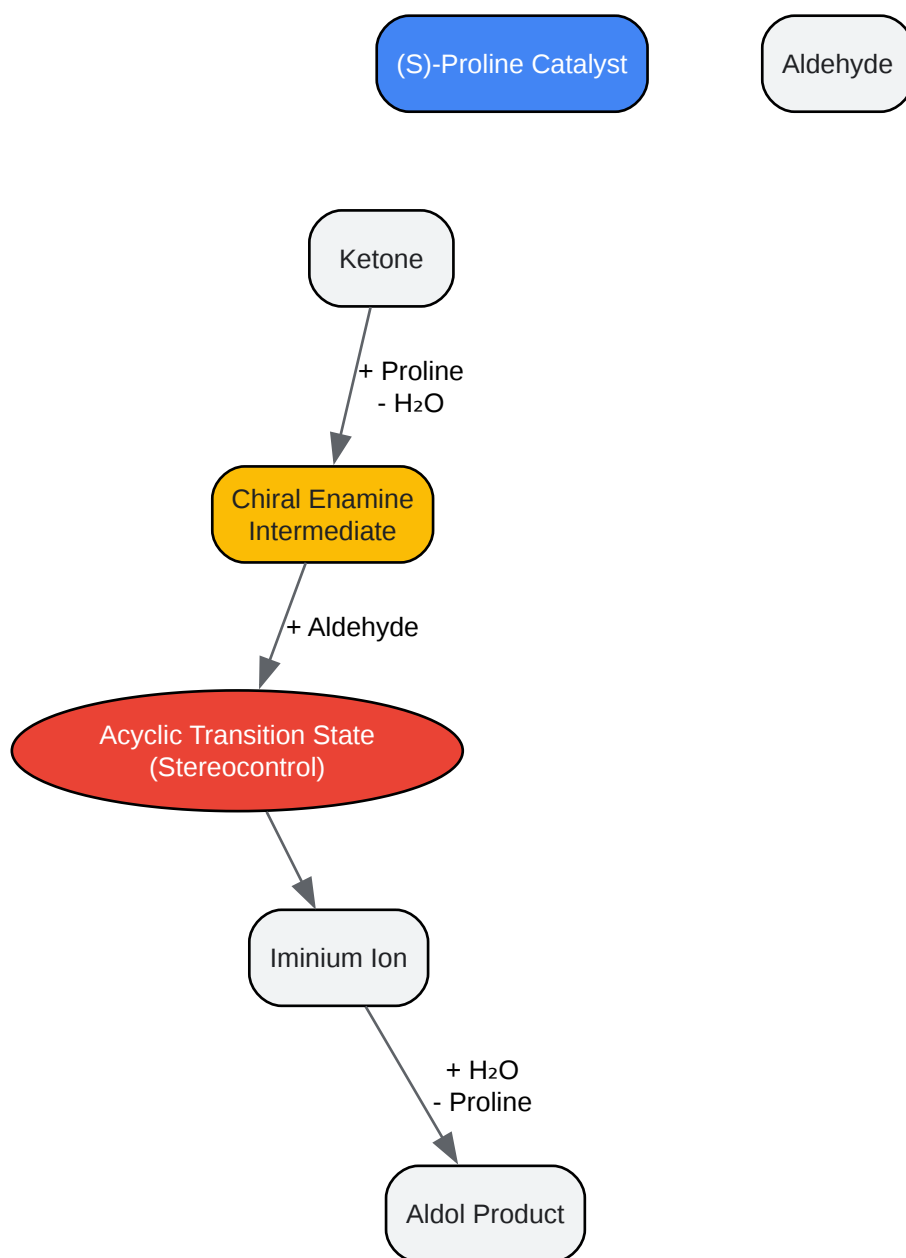 (S)-Proline Catalyst
Aldehyde
Ketone
+ Proline
- H₂O
Chiral Enamine
Intermediate
+ Aldehyde
Acyclic Transition State
(Stereocontrol)
Iminium Ion
+ H₂O
- Proline
Aldol Product